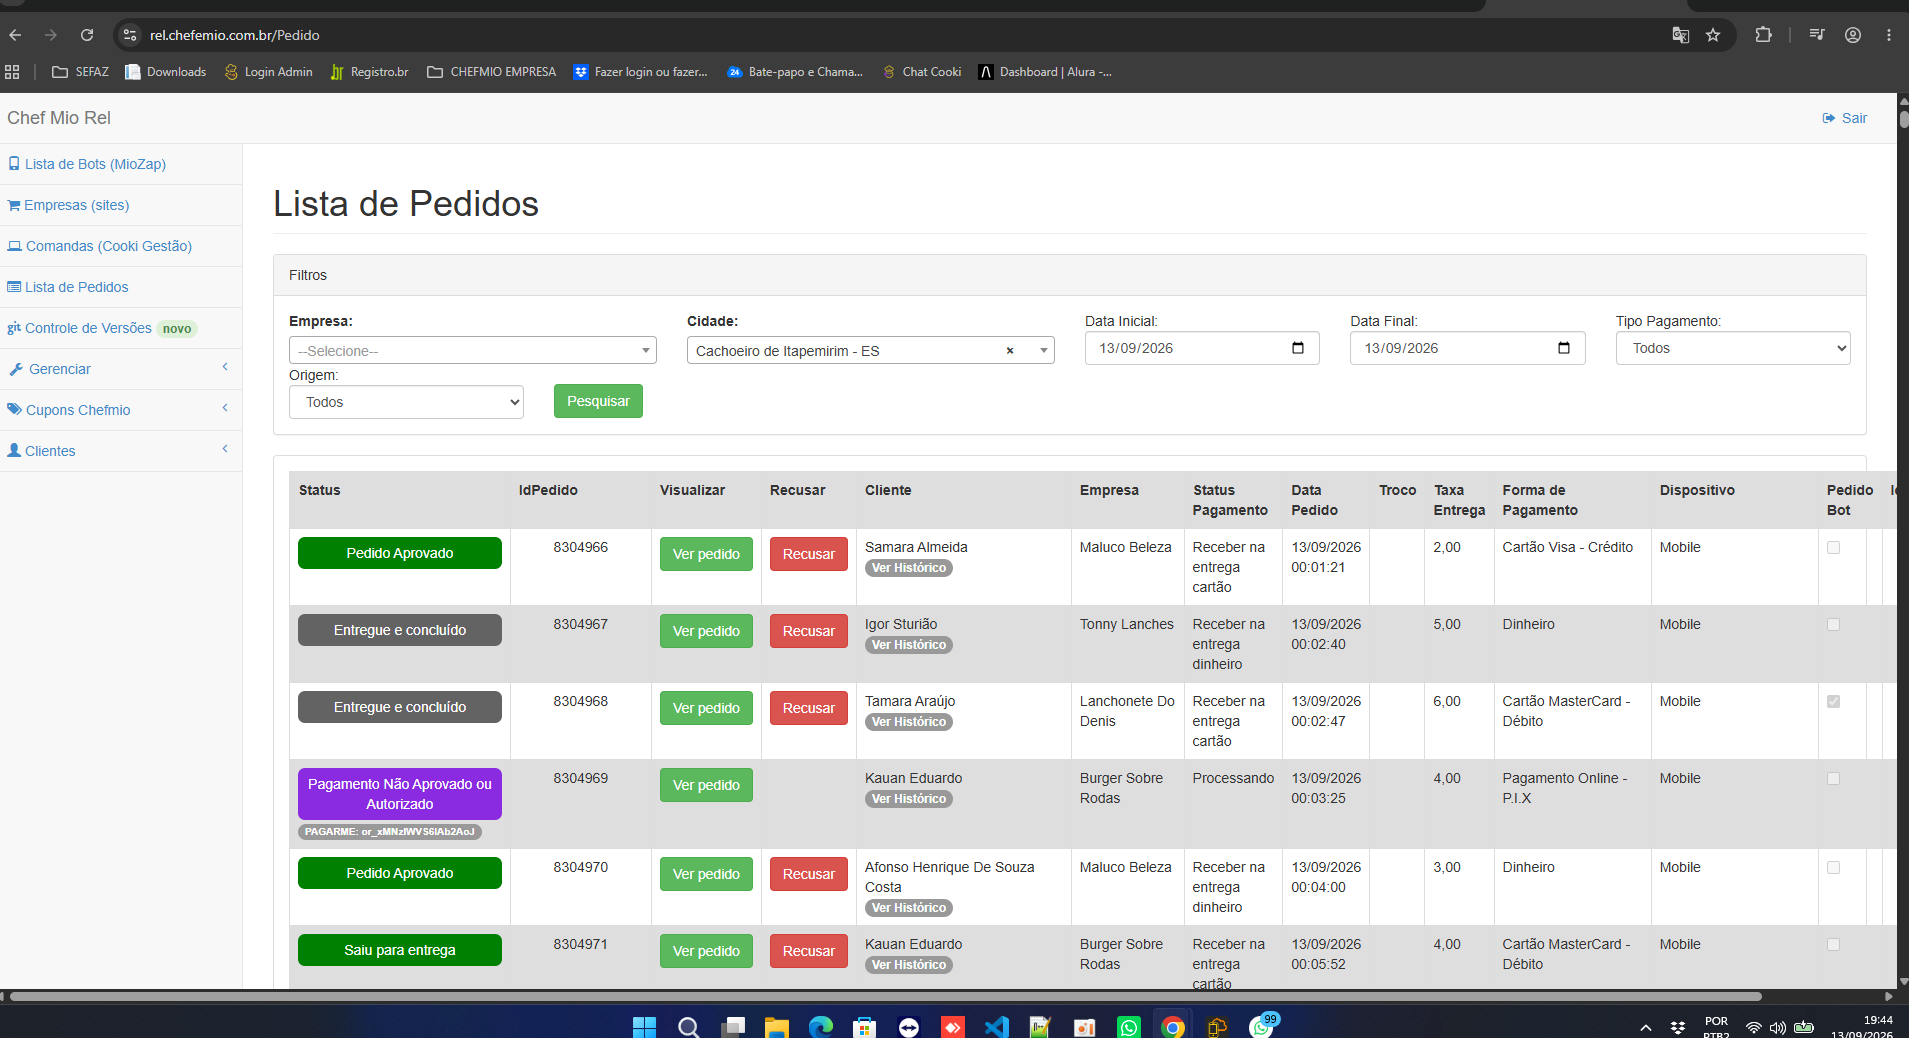 rel.chefemio.com.br/Pedido
SEFAZ
Downloads
Login Admin
Registro.br
CHEFMIO EMPRESA
Fazer login ou fazer...
24
Bate-papo e Chama...
Chat Cooki
Dashboard | Alura -...
Chef Mio Rel
Sair
Lista de Bots (MioZap)
Empresas (sites)
Comandas (Cooki Gestão)
Lista de Pedidos
git Controle de Versões novo
Gerenciar
Cupons Chefmio
Clientes
Lista de Pedidos
Filtros
Empresa:
--Selecione--
Cidade:
Cachoeiro de Itapemirim - ES ×
Data Inicial:
13/09/2026
Data Final:
13/09/2026
Tipo Pagamento:
Todos
Origem:
Todos
Pesquisar
Status IdPedido Visualizar Recusar Cliente Empresa Status Pagamento Data Pedido Troco Taxa Entrega Forma de Pagamento Dispositivo Pedido Bot
Pedido Aprovado 8304966 Ver pedido Recusar Samara Almeida Maluco Beleza Receber na 13/09/2026 2,00 Cartão Visa - Crédito Mobile
Ver Histórico entrega 00:01:21
cartão
Entregue e concluído 8304967 Ver pedido Recusar Igor Sturião Tonny Lanches Receber na 13/09/2026 5,00 Dinheiro Mobile
Ver Histórico entrega 00:02:40
dinheiro
Entregue e concluído 8304968 Ver pedido Recusar Tamara Araújo Lanchonete Do Receber na 13/09/2026 6,00 Cartão MasterCard - Mobile
Ver Histórico Denis entrega 00:02:47 Débito
cartão
Pagamento Não Aprovado ou 8304969 Ver pedido Kauan Eduardo Burger Sobre Processando 13/09/2026 4,00 Pagamento Online - Mobile
Autorizado Ver Histórico Rodas 00:03:25 P.I.X
Pedido Aprovado 8304970 Ver pedido Recusar Afonso Henrique De Souza Maluco Beleza Receber na 13/09/2026 3,00 Dinheiro Mobile
Costa entrega 00:04:00
Ver Histórico dinheiro
Saiu para entrega 8304971 Ver pedido Recusar Kauan Eduardo Burger Sobre Receber na 13/09/2026 4,00 Cartão MasterCard - Mobile
Ver Histórico Rodas entrega 00:05:52 Débito
cartão
99
POR
PTB2
19:44
13/09/2026